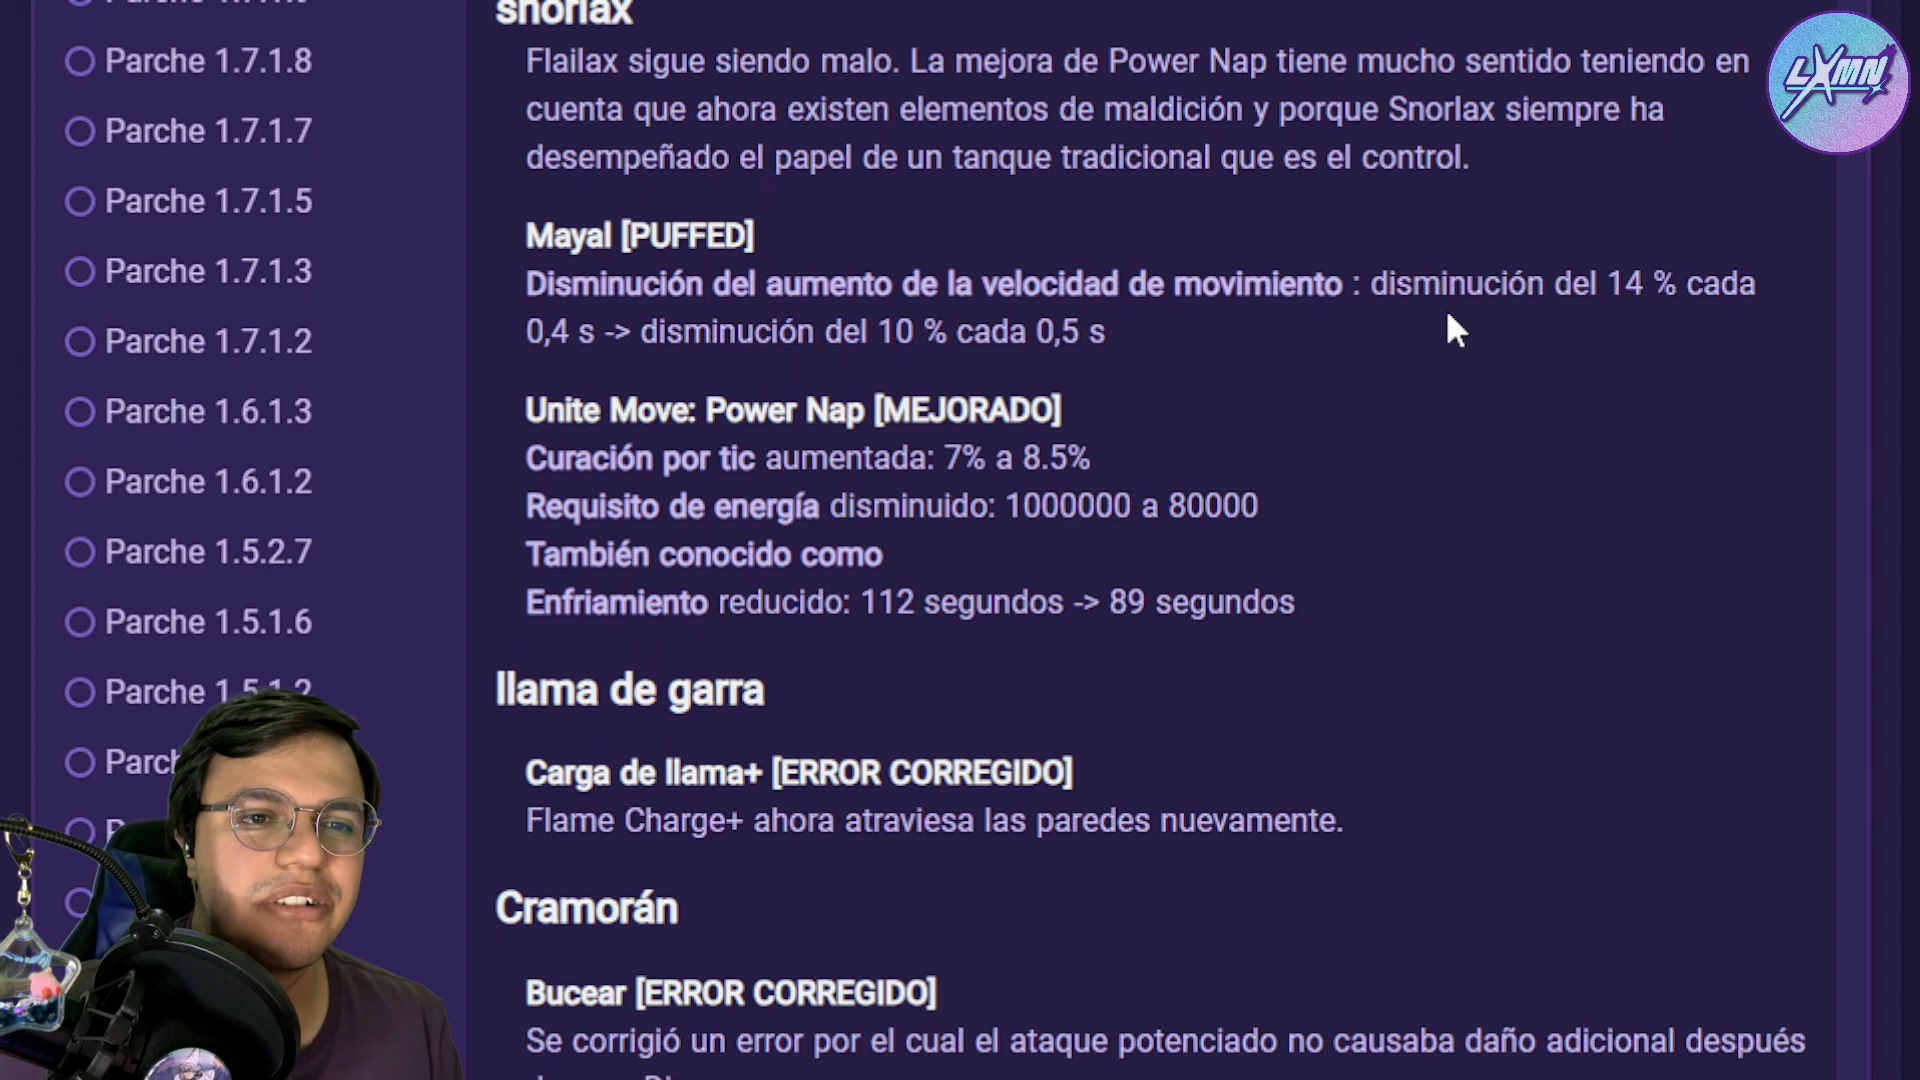 Parche 1.7.1.8
Parche 1.7.1.7
Parche 1.7.1.5
Parche 1.7.1.3
Parche 1.7.1.2
Parche 1.6.1.3
Parche 1.6.1.2
Parche 1.5.2.7
Parche 1.5.1.6
Parche 1.5.1.2
snorlax
Flailax sigue siendo malo. La mejora de Power Nap tiene mucho sentido teniendo en
cuenta que ahora existen elementos de maldición y porque Snorlax siempre ha
desempeñado el papel de un tanque tradicional que es el control.
Mayal [PUFFED]
Disminución del aumento de la velocidad de movimiento : disminución del 14 % cada
0,4 s -> disminución del 10 % cada 0,5 s
Unite Move: Power Nap [MEJORADO]
Curación por tic aumentada: 7% a 8.5%
Requisito de energía disminuido: 1000000 a 80000
También conocido como
Enfriamiento reducido: 112 segundos -> 89 segundos
llama de garra
Carga de llama+ [ERROR CORREGIDO]
Flame Charge+ ahora atraviesa las paredes nuevamente.
Cramorán
Bucear [ERROR CORREGIDO]
Se corrigió un error por el cual el ataque potenciado no causaba daño adicional después
LXMN